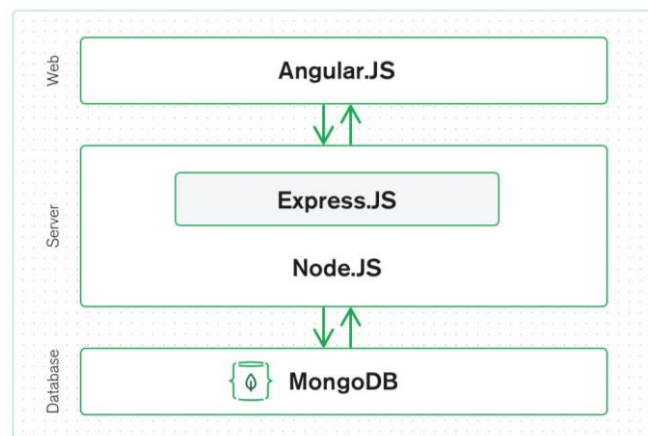 Web
Angular.JS
Server
Express.JS
Node.JS
Database
MongoDB